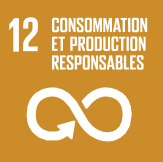 12 CONSOMMATION
ET PRODUCTION
RESPONSABLES